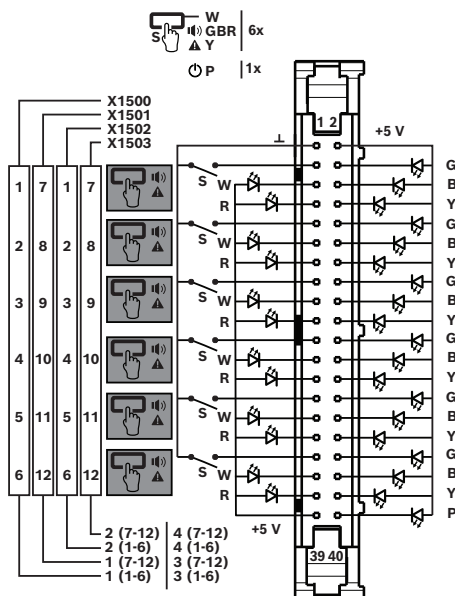 W
S GBR 6x
Y
P 1x
X1500
X1501
X1502
X1503
1 2
+5 V
⊥
1 7 1 7
S G
W B
R Y
2 8 2 8
S G
W B
R Y
3 9 3 9
S G
W B
R Y
4 10 4 10
S G
W B
R Y
5 11 5 11
S G
W B
R Y
6 12 6 12
S G
W B
R Y
P
+5 V
39 40
2 (7-12) 4 (7-12)
2 (1-6) 4 (1-6)
1 (7-12) 3 (7-12)
1 (1-6) 3 (1-6)